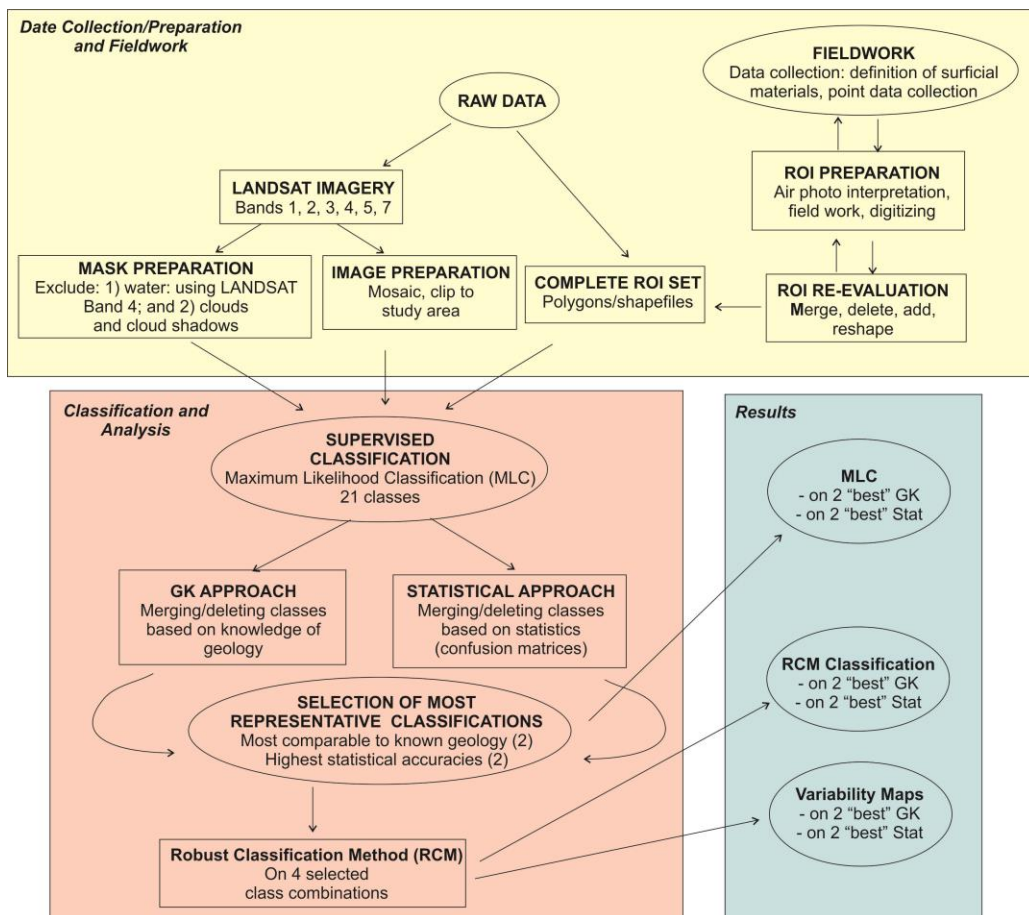 Date Collection/Preparation
and Fieldwork
RAW DATA
FIELDWORK
Data collection: definition of surficial
materials, point data collection
LANDSAT IMAGERY
Bands 1, 2, 3, 4, 5, 7
ROI PREPARATION
Air photo interpretation,
field work, digitizing
MASK PREPARATION
Exclude: 1) water: using LANDSAT
Band 4; and 2) clouds
and cloud shadows
IMAGE PREPARATION
Mosaic, clip to
study area
COMPLETE ROI SET
Polygons/shapefiles
ROI RE-EVALUATION
Merge, delete, add,
reshape
Classification and
Analysis
SUPERVISED
CLASSIFICATION
Maximum Likelihood Classification (MLC)
21 classes
GK APPROACH
Merging/deleting classes
based on knowledge of
geology
STATISTICAL APPROACH
Merging/deleting classes
based on statistics
(confusion matrices)
SELECTION OF MOST
REPRESENTATIVE CLASSIFICATIONS
Most comparable to known geology (2)
Highest statistical accuracies (2)
Robust Classification Method (RCM)
On 4 selected
class combinations
Results
MLC
- on 2 “best” GK
- on 2 “best” Stat
RCM Classification
- on 2 “best” GK
- on 2 “best” Stat
Variability Maps
- on 2 “best” GK
- on 2 “best” Stat